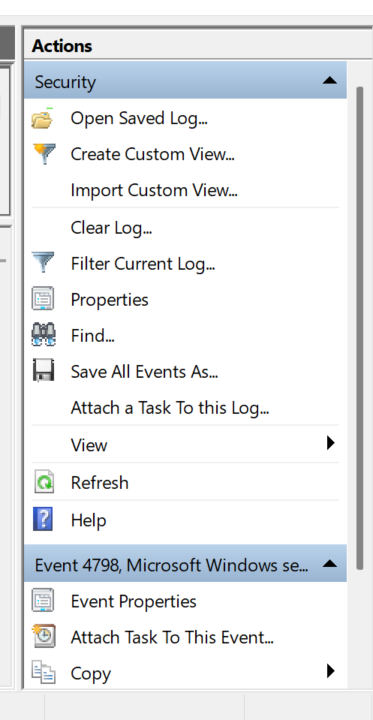 Actions
Security
Open Saved Log...
Create Custom View...
Import Custom View...
Clear Log...
Filter Current Log...
Properties
Find...
Save All Events As...
Attach a Task To this Log...
View
Refresh
Help
Event 4798, Microsoft Windows se...
Event Properties
Attach Task To This Event...
Copy